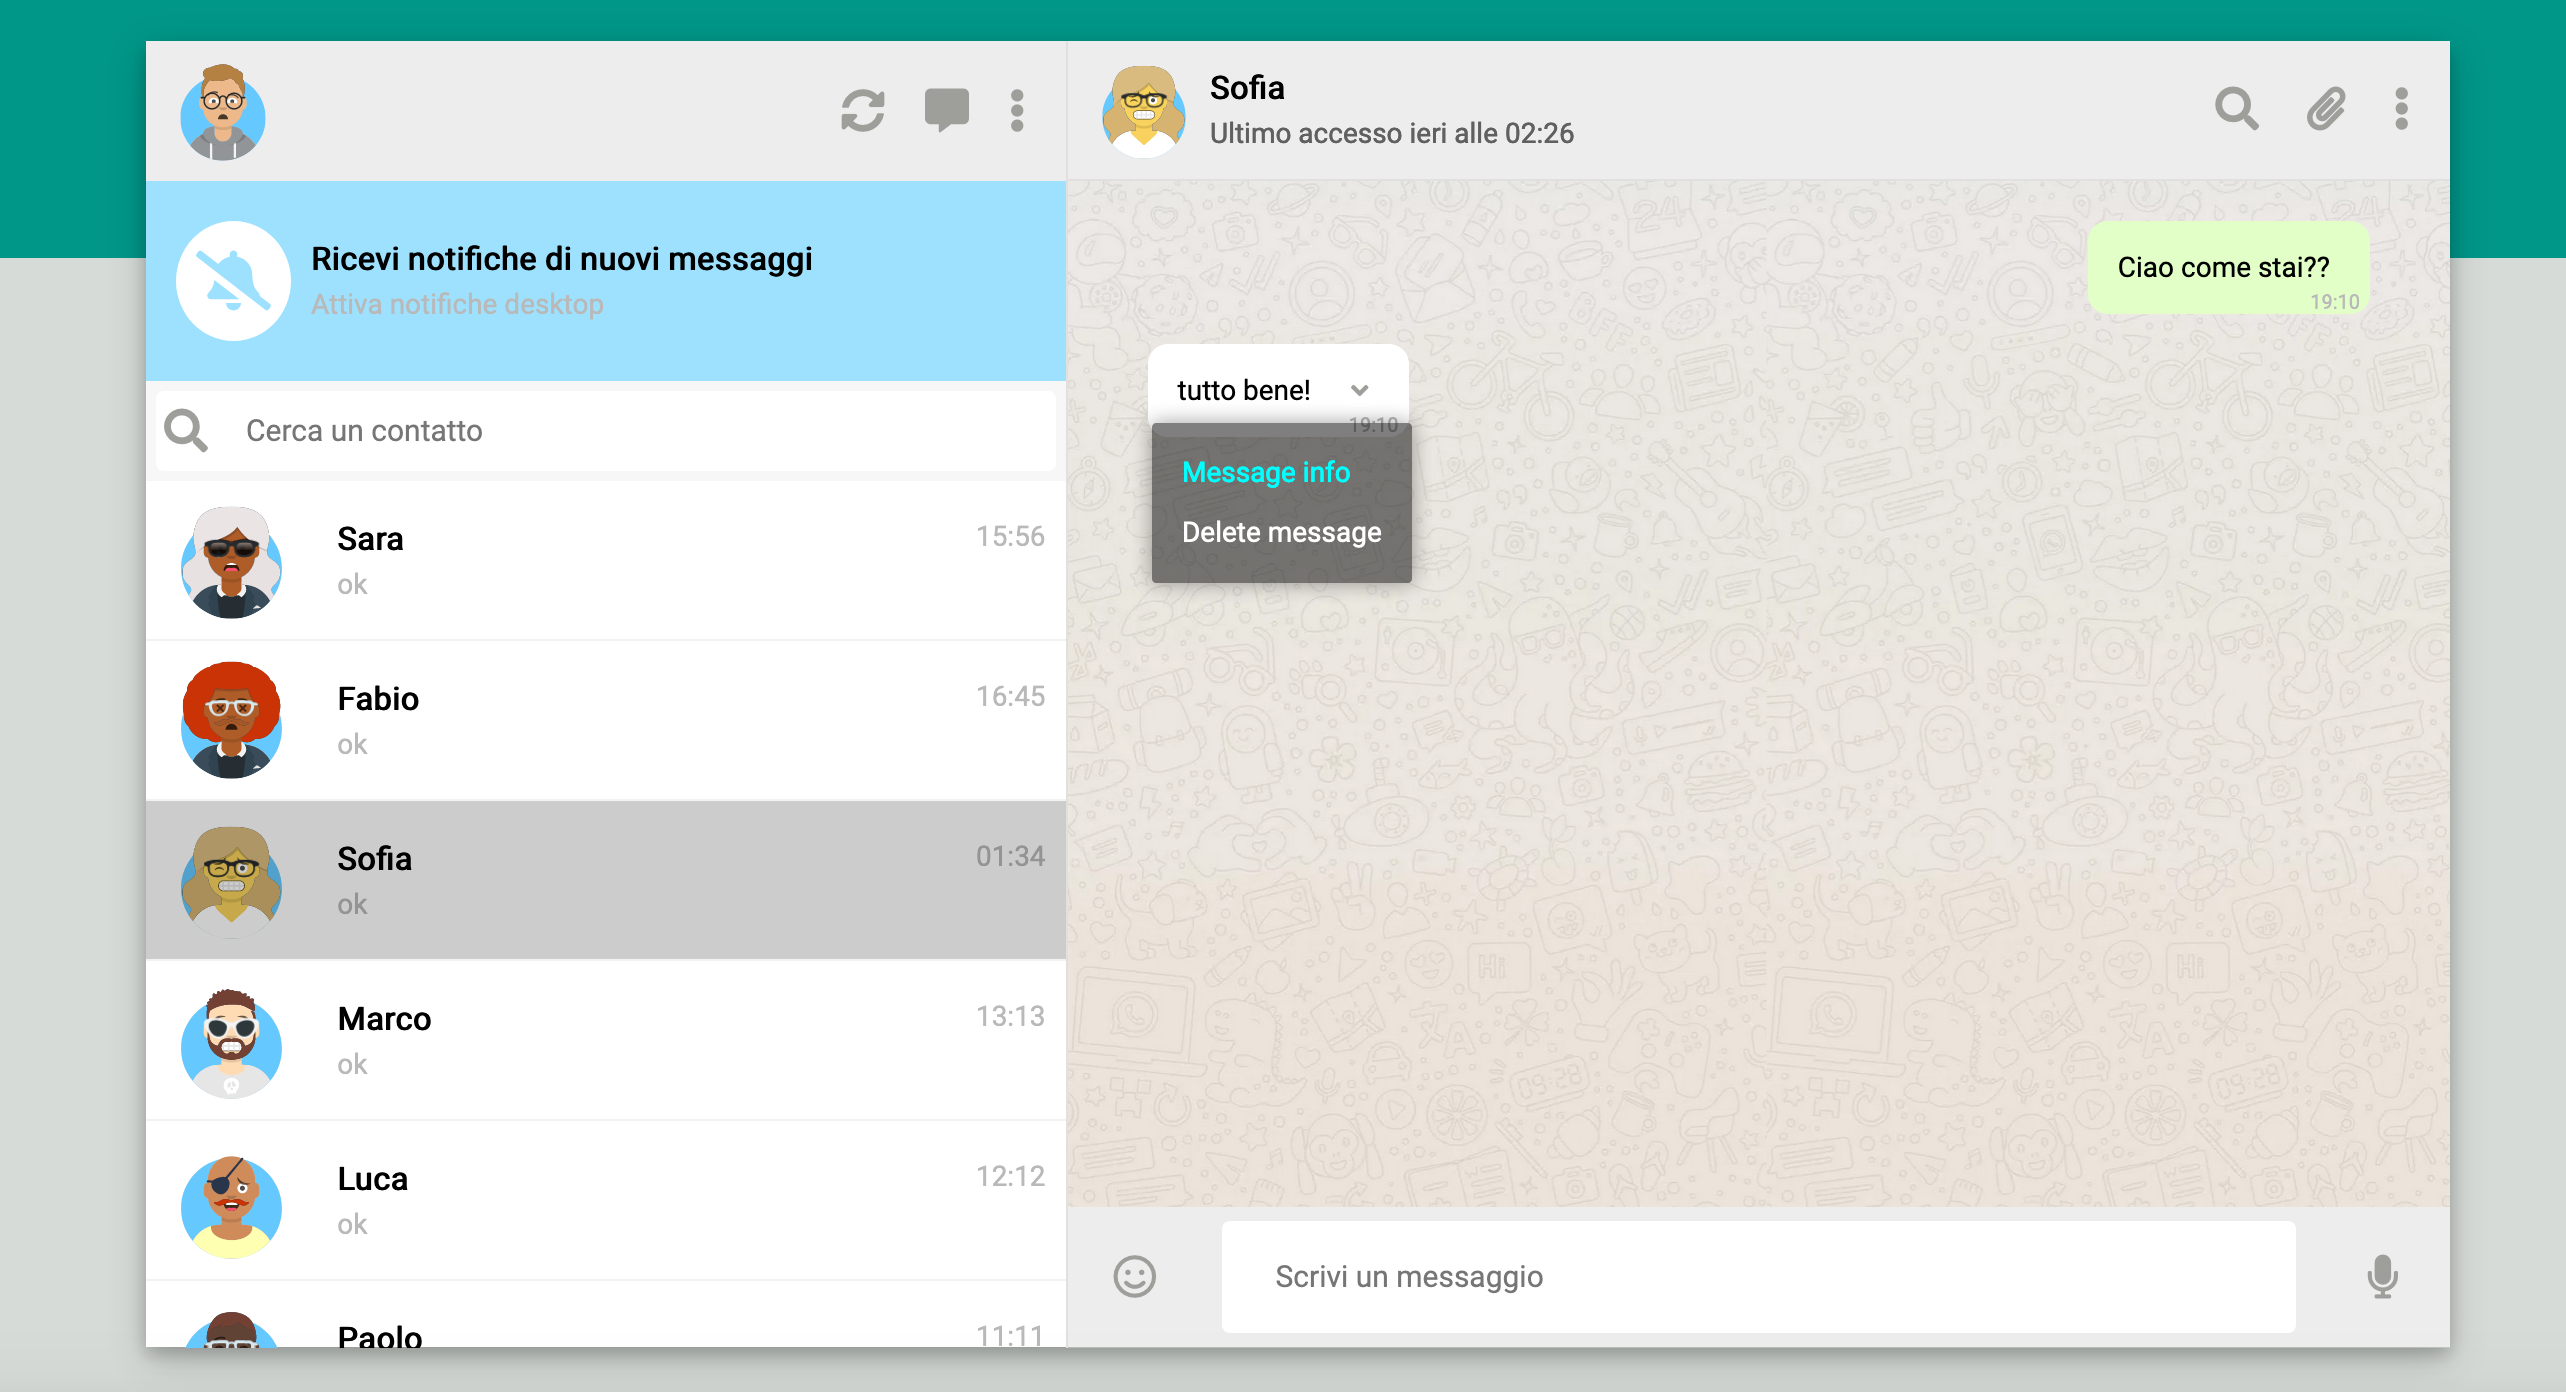 Ricevi notifiche di nuovi messaggi
Attiva notifiche desktop
Cerca un contatto
Sara
15:56
ok
Fabio
16:45
ok
Sofia
01:34
ok
Marco
13:13
ok
Luca
12:12
ok
Paolo
11:11
Sofia
Ultimo accesso ieri alle 02:26
Ciao come stai??
19:10
tutto bene!
19:10
Message info
Delete message
Scrivi un messaggio